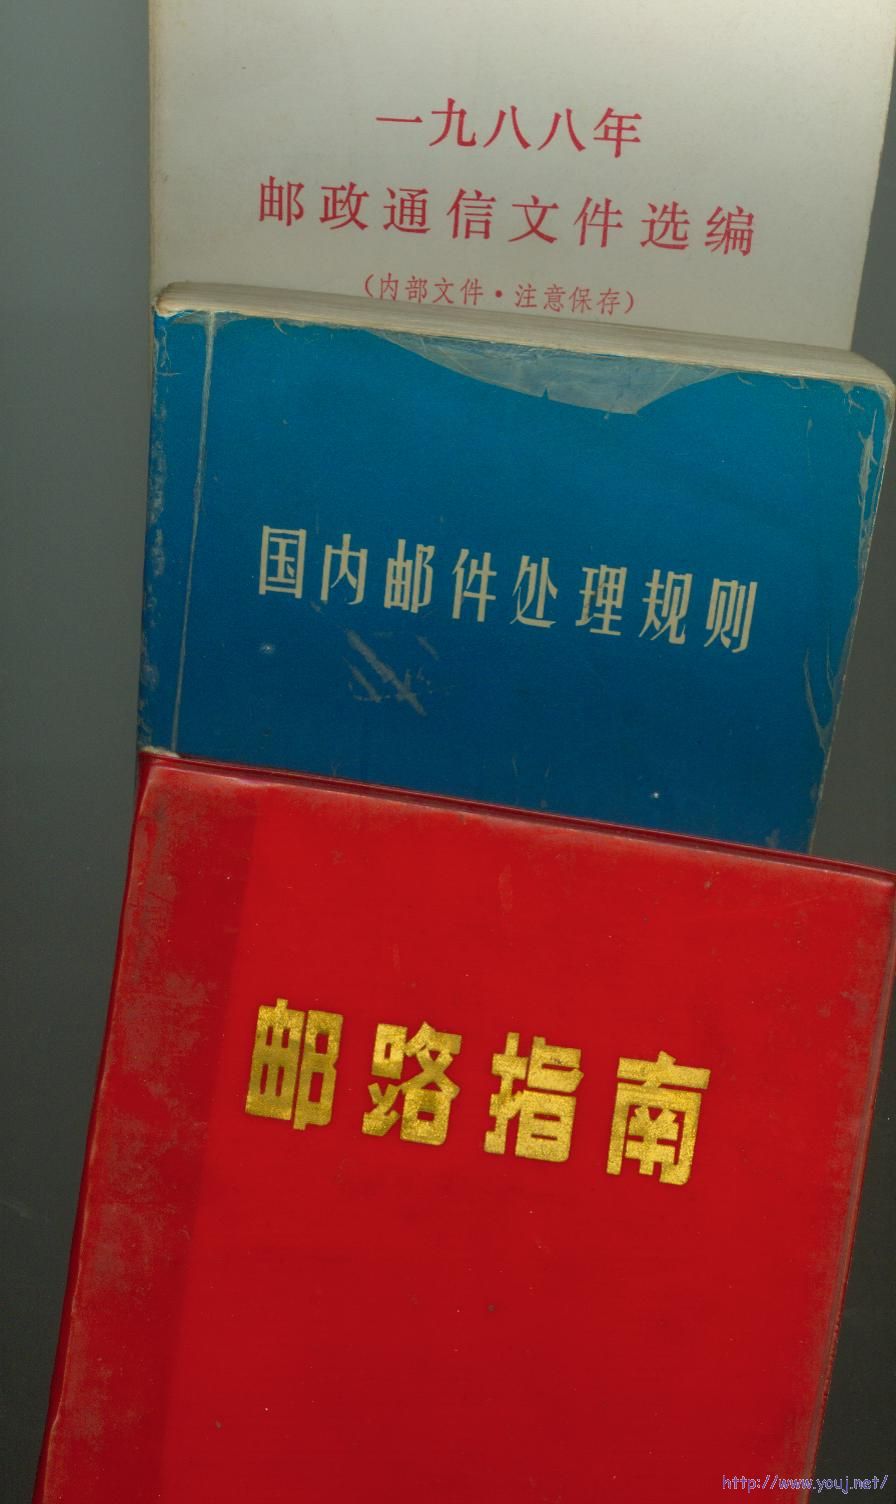 一九八八年
邮政通信文件选编
（内部文件·注意保存）
国内邮件处理规则
邮路指南
http://www.youj.net/